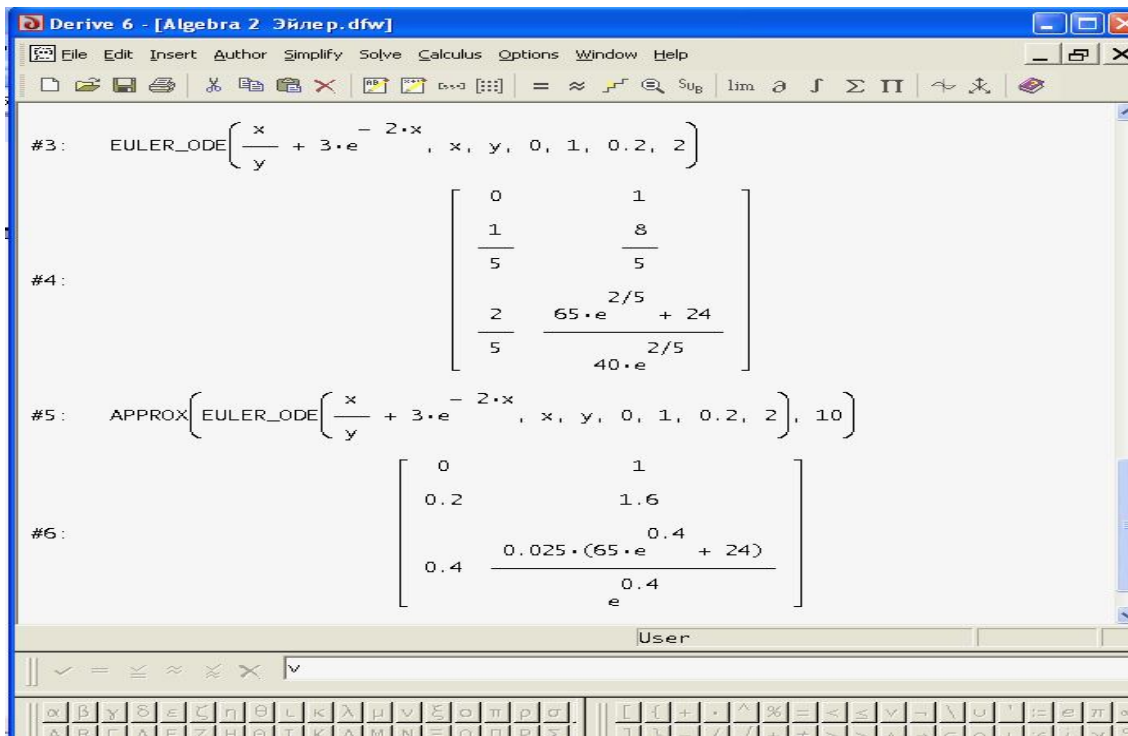 Derive 6 - [Algebra 2 Эйлер.dfw]
File Edit Insert Author Simplify Solve Calculus Options Window Help
= ≈ SUB lim ∂ ∫ Σ Π
#3: EULER_ODE(x/y + 3·e^(- 2·x), x, y, 0, 1, 0.2, 2)
#4: [0 1
1/5 8/5
2/5 (65·e^(2/5) + 24)/(40·e^(2/5))]
#5: APPROX(EULER_ODE(x/y + 3·e^(- 2·x), x, y, 0, 1, 0.2, 2), 10)
#6: [0 1
0.2 1.6
0.4 0.025·(65·e^0.4 + 24)/e^0.4]
User
v
α β γ δ ε ζ η θ ι κ λ μ ν ξ ο π ρ σ [ { + · ^ % = < ≤ ∨ ¬ \ ∪ ' := e π